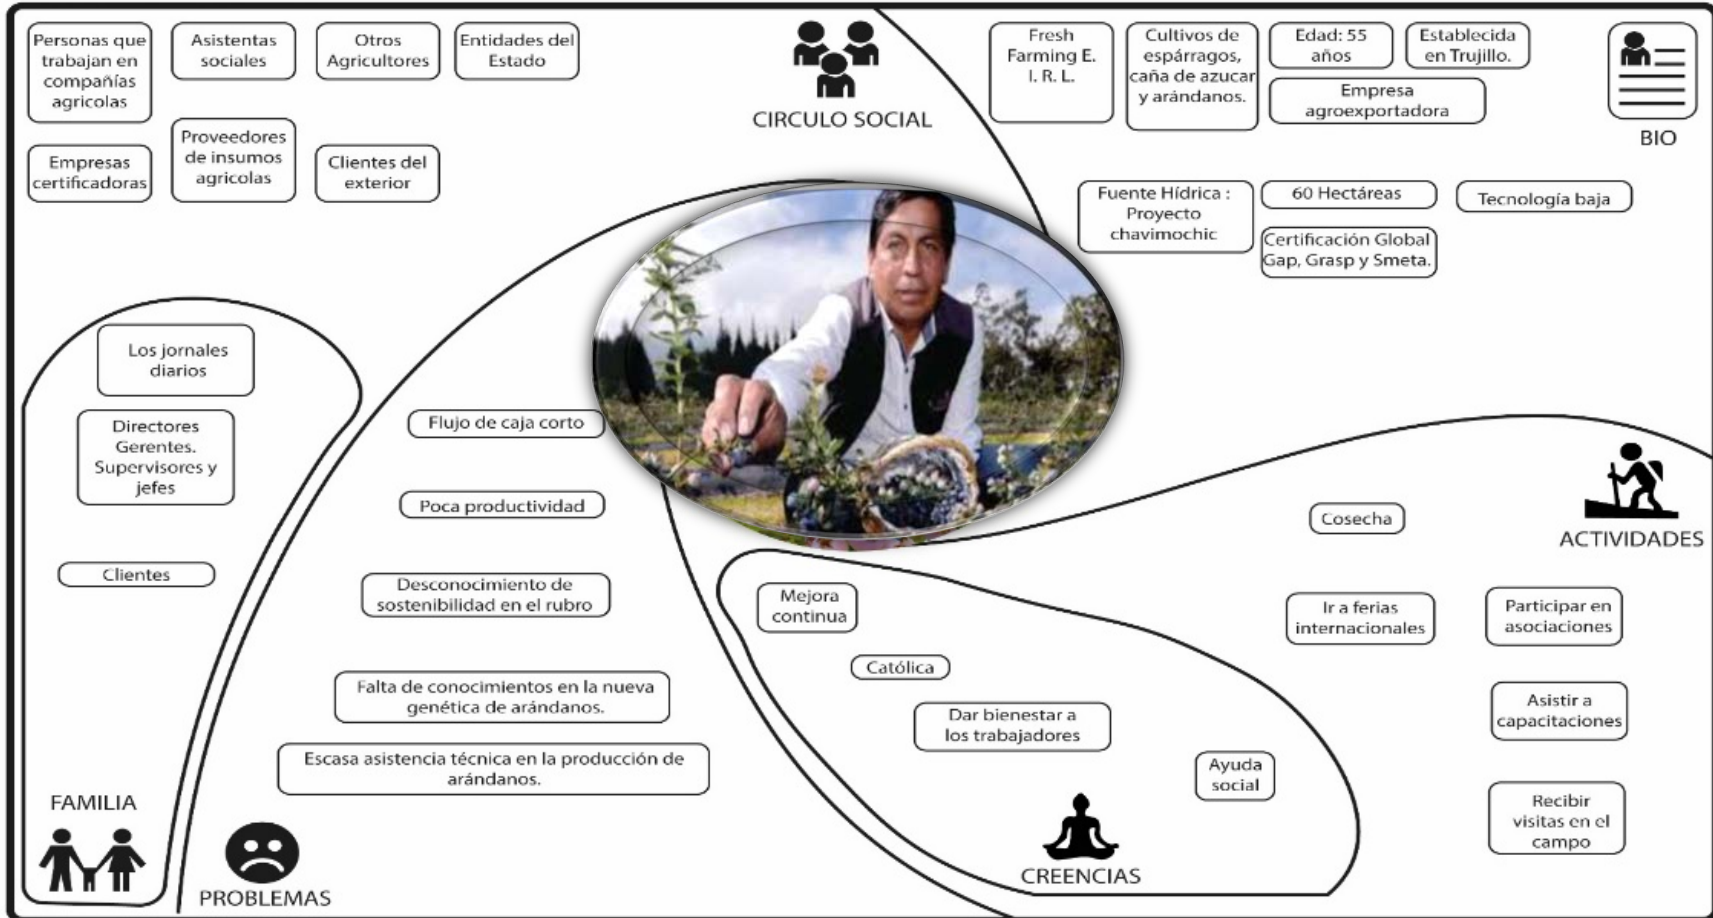 Personas que
trabajan en
compañías
agricolas
Asistentas
sociales
Otros
Agricultores
Entidades del
Estado
Empresas
certificadoras
Proveedores
de insumos
agricolas
Clientes del
exterior
CIRCULO SOCIAL
Fresh
Farming E.
I. R. L.
Cultivos de
espárragos,
caña de azucar
y arándanos.
Edad: 55
años
Establecida
en Trujillo.
Empresa
agroexportadora
BIO
Fuente Hídrica :
Proyecto
chavimochic
60 Hectáreas
Tecnología baja
Certificación Global
Gap, Grasp y Smeta.
Los jornales
diarios
Directores
Gerentes.
Supervisores y
jefes
Clientes
FAMILIA
Flujo de caja corto
Poca productividad
Desconocimiento de
sostenibilidad en el rubro
Falta de conocimientos en la nueva
genética de arándanos.
Escasa asistencia técnica en la producción de
arándanos.
PROBLEMAS
Mejora
continua
Católica
Dar bienestar a
los trabajadores
Ayuda
social
CREENCIAS
Cosecha
ACTIVIDADES
Ir a ferias
internacionales
Participar en
asociaciones
Asistir a
capacitaciones
Recibir
visitas en el
campo